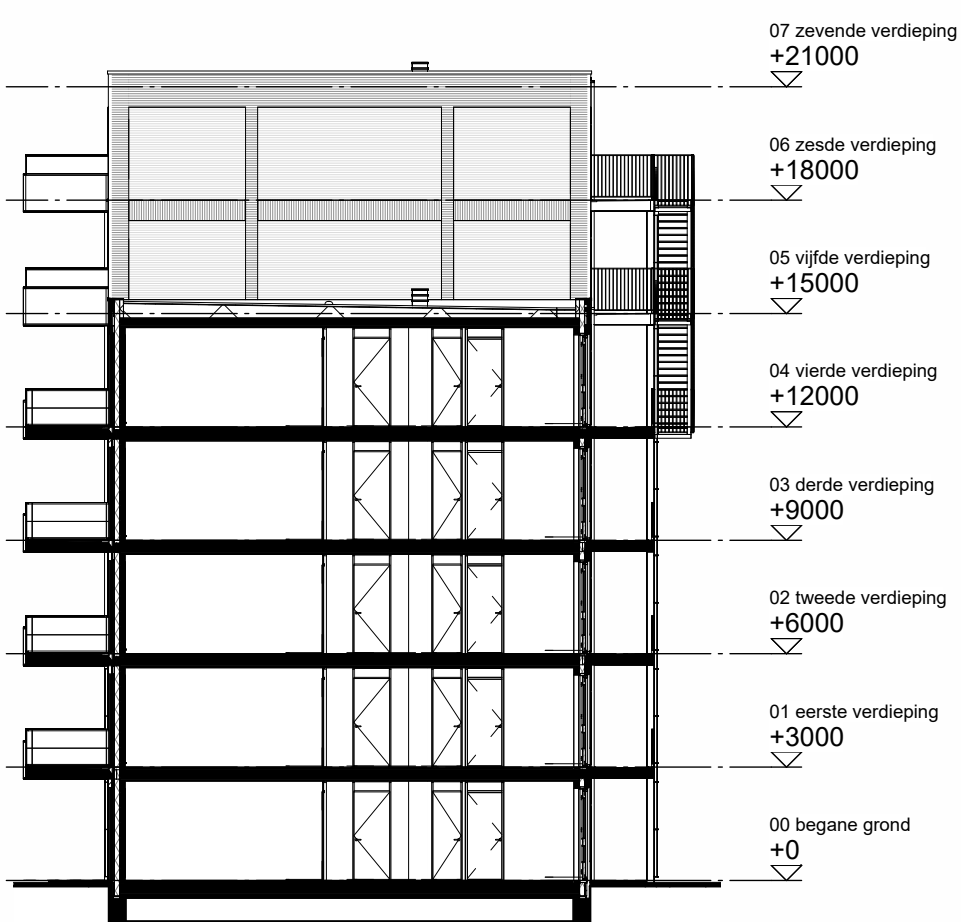 07 zevende verdieping
+21000
06 zesde verdieping
+18000
05 vijfde verdieping
+15000
04 vierde verdieping
+12000
03 derde verdieping
+9000
02 tweede verdieping
+6000
01 eerste verdieping
+3000
00 begane grond
+0